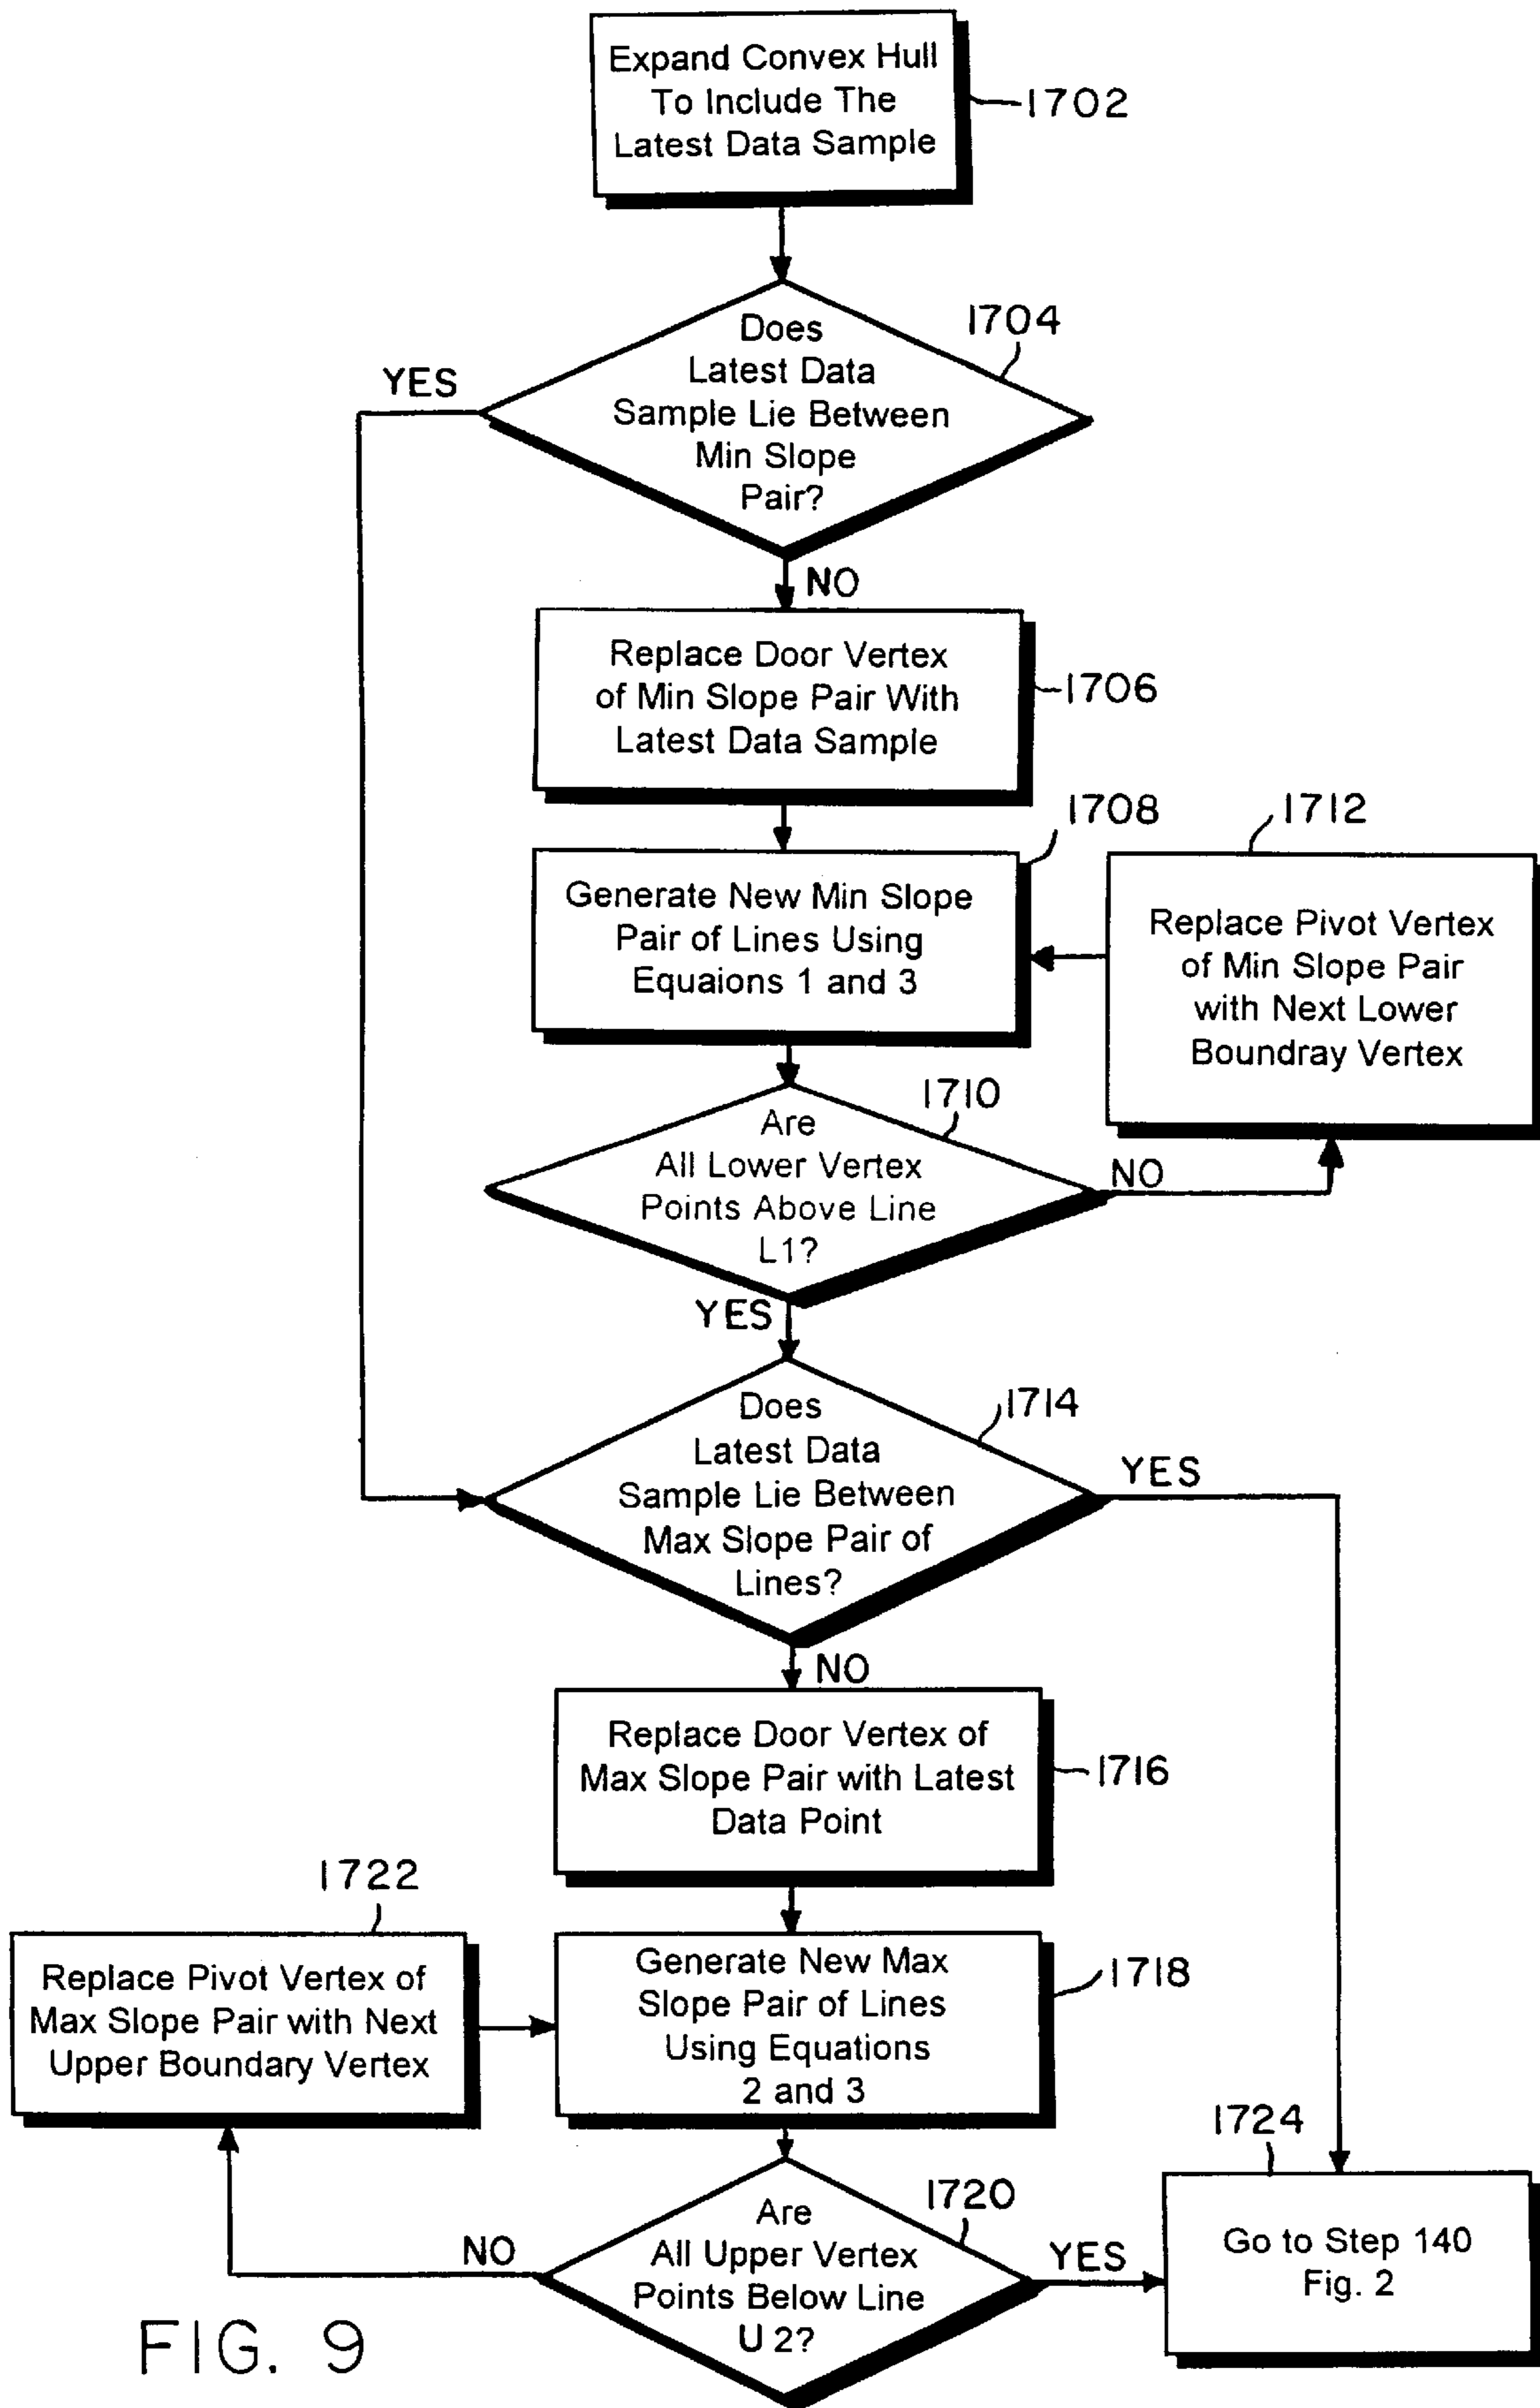 Expand Convex Hull
To Include The
Latest Data Sample
1702
Does
Latest Data
Sample Lie Between
Min Slope
Pair?
1704
YES
NO
Replace Door Vertex
of Min Slope Pair With
Latest Data Sample
1706
Generate New Min Slope
Pair of Lines Using
Equaions 1 and 3
1708
Replace Pivot Vertex
of Min Slope Pair
with Next Lower
Boundray Vertex
1712
Are
All Lower Vertex
Points Above Line
L1?
1710
NO
YES
Does
Latest Data
Sample Lie Between
Max Slope Pair of
Lines?
1714
YES
NO
Replace Door Vertex of
Max Slope Pair with Latest
Data Point
1716
Replace Pivot Vertex of
Max Slope Pair with Next
Upper Boundary Vertex
1722
Generate New Max
Slope Pair of Lines
Using Equations
2 and 3
1718
Are
All Upper Vertex
Points Below Line
U 2?
1720
NO
YES
Go to Step 140
Fig. 2
1724
FIG. 9